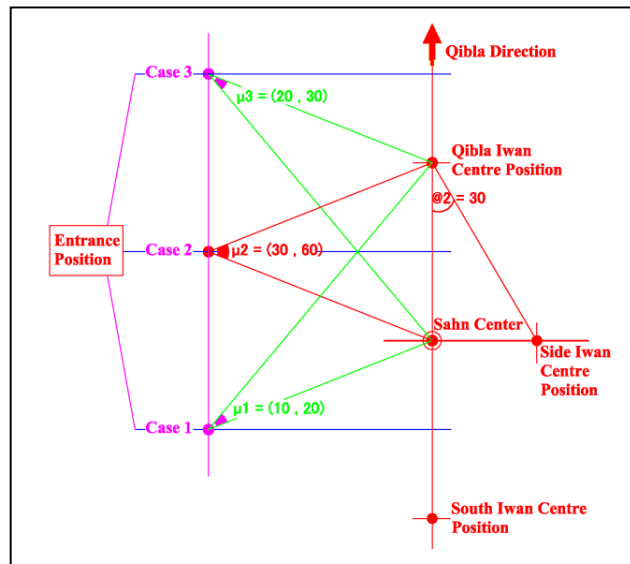 Qibla Direction
Case 3
µ3 = (20 , 30)
Qibla Iwan
Centre Position
@2 = 30
Entrance
Position
Case 2
µ2 = (30 , 60)
Sahn Center
Side Iwan
Centre
Position
µ1 = (10 , 20)
Case 1
South Iwan Centre
Position